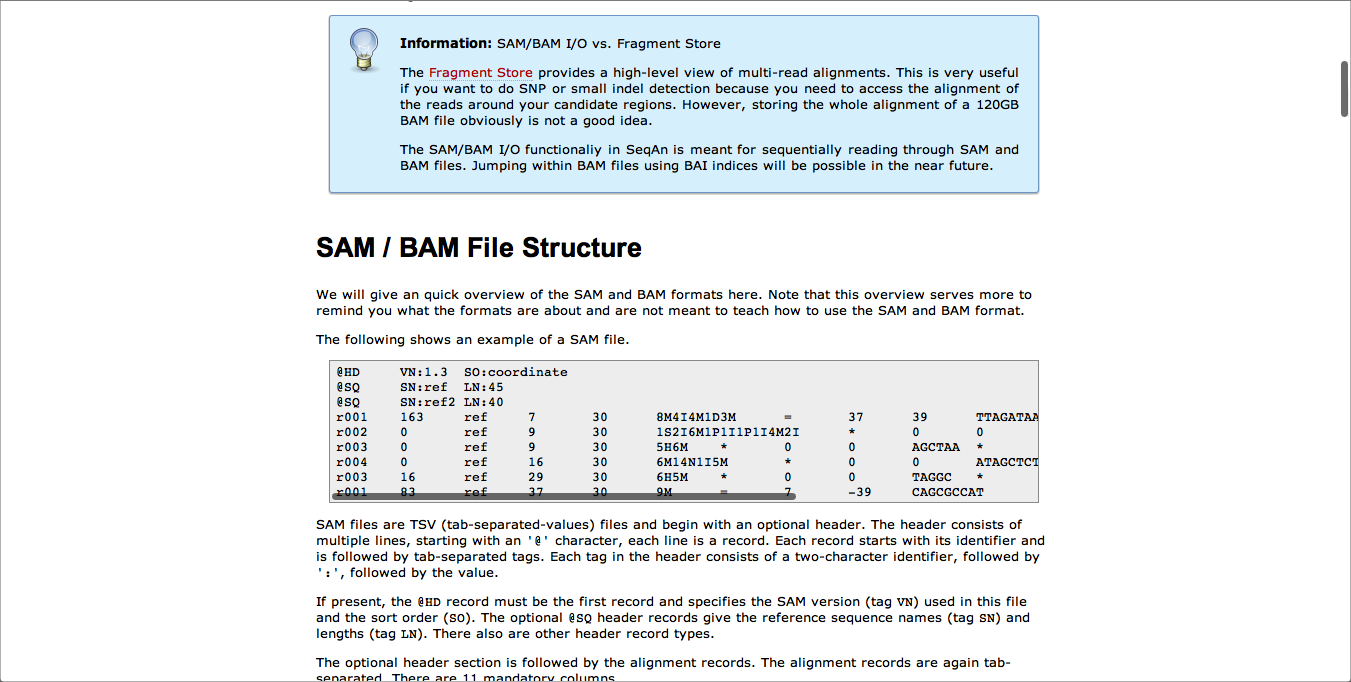 Information: SAM/BAM I/O vs. Fragment Store
The Fragment Store provides a high-level view of multi-read alignments. This is very useful
if you want to do SNP or small indel detection because you need to access the alignment of
the reads around your candidate regions. However, storing the whole alignment of a 120GB
BAM file obviously is not a good idea.
The SAM/BAM I/O functionaliy in SeqAn is meant for sequentially reading through SAM and
BAM files. Jumping within BAM files using BAI indices will be possible in the near future.
SAM / BAM File Structure
We will give an quick overview of the SAM and BAM formats here. Note that this overview serves more to
remind you what the formats are about and are not meant to teach how to use the SAM and BAM format.
The following shows an example of a SAM file.
@HD VN:1.3 SO:coordinate
@SQ SN:ref LN:45
@SQ SN:ref2 LN:40
r001 163 ref 7 30 8M4I4M1D3M = 37 39 TTAGATAA
r002 0 ref 9 30 1S2I6M1P1I1P1I4M2I * 0 0
r003 0 ref 9 30 5H6M * 0 0 AGCTAA *
r004 0 ref 16 30 6M14N1I5M * 0 0 ATAGCTCT
r003 16 ref 29 30 6H5M * 0 0 TAGGC *
r001 83 ref 37 30 9M = 7 -39 CAGCGCCAT
SAM files are TSV (tab-separated-values) files and begin with an optional header. The header consists of
multiple lines, starting with an '@' character, each line is a record. Each record starts with its identifier and
is followed by tab-separated tags. Each tag in the header consists of a two-character identifier, followed by
':', followed by the value.
If present, the @HD record must be the first record and specifies the SAM version (tag VN) used in this file
and the sort order (SO). The optional @SQ header records give the reference sequence names (tag SN) and
lengths (tag LN). There also are other header record types.
The optional header section is followed by the alignment records. The alignment records are again tab-
separated. There are 11 mandatory columns.